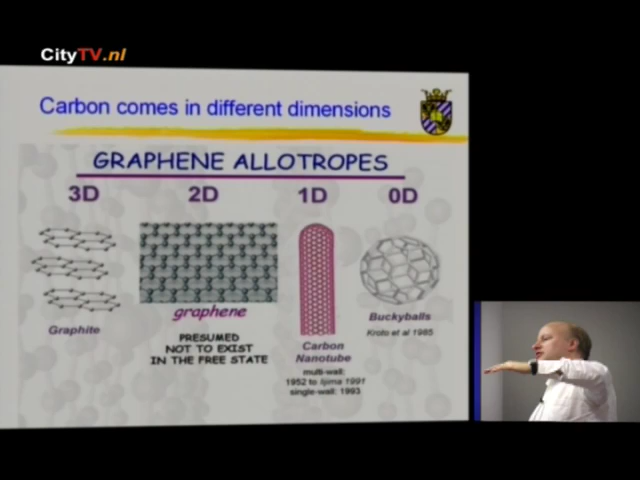 CityTV.nl
Carbon comes in different dimensions
GRAPHENE ALLOTROPES
3D 2D 1D 0D
Graphite
graphene
PRESUMED
NOT TO EXIST
IN THE FREE STATE
Carbon
Nanotube
multi-wall:
1952 to Iijima 1991
single-wall: 1993
Buckyballs
Kroto et al 1985